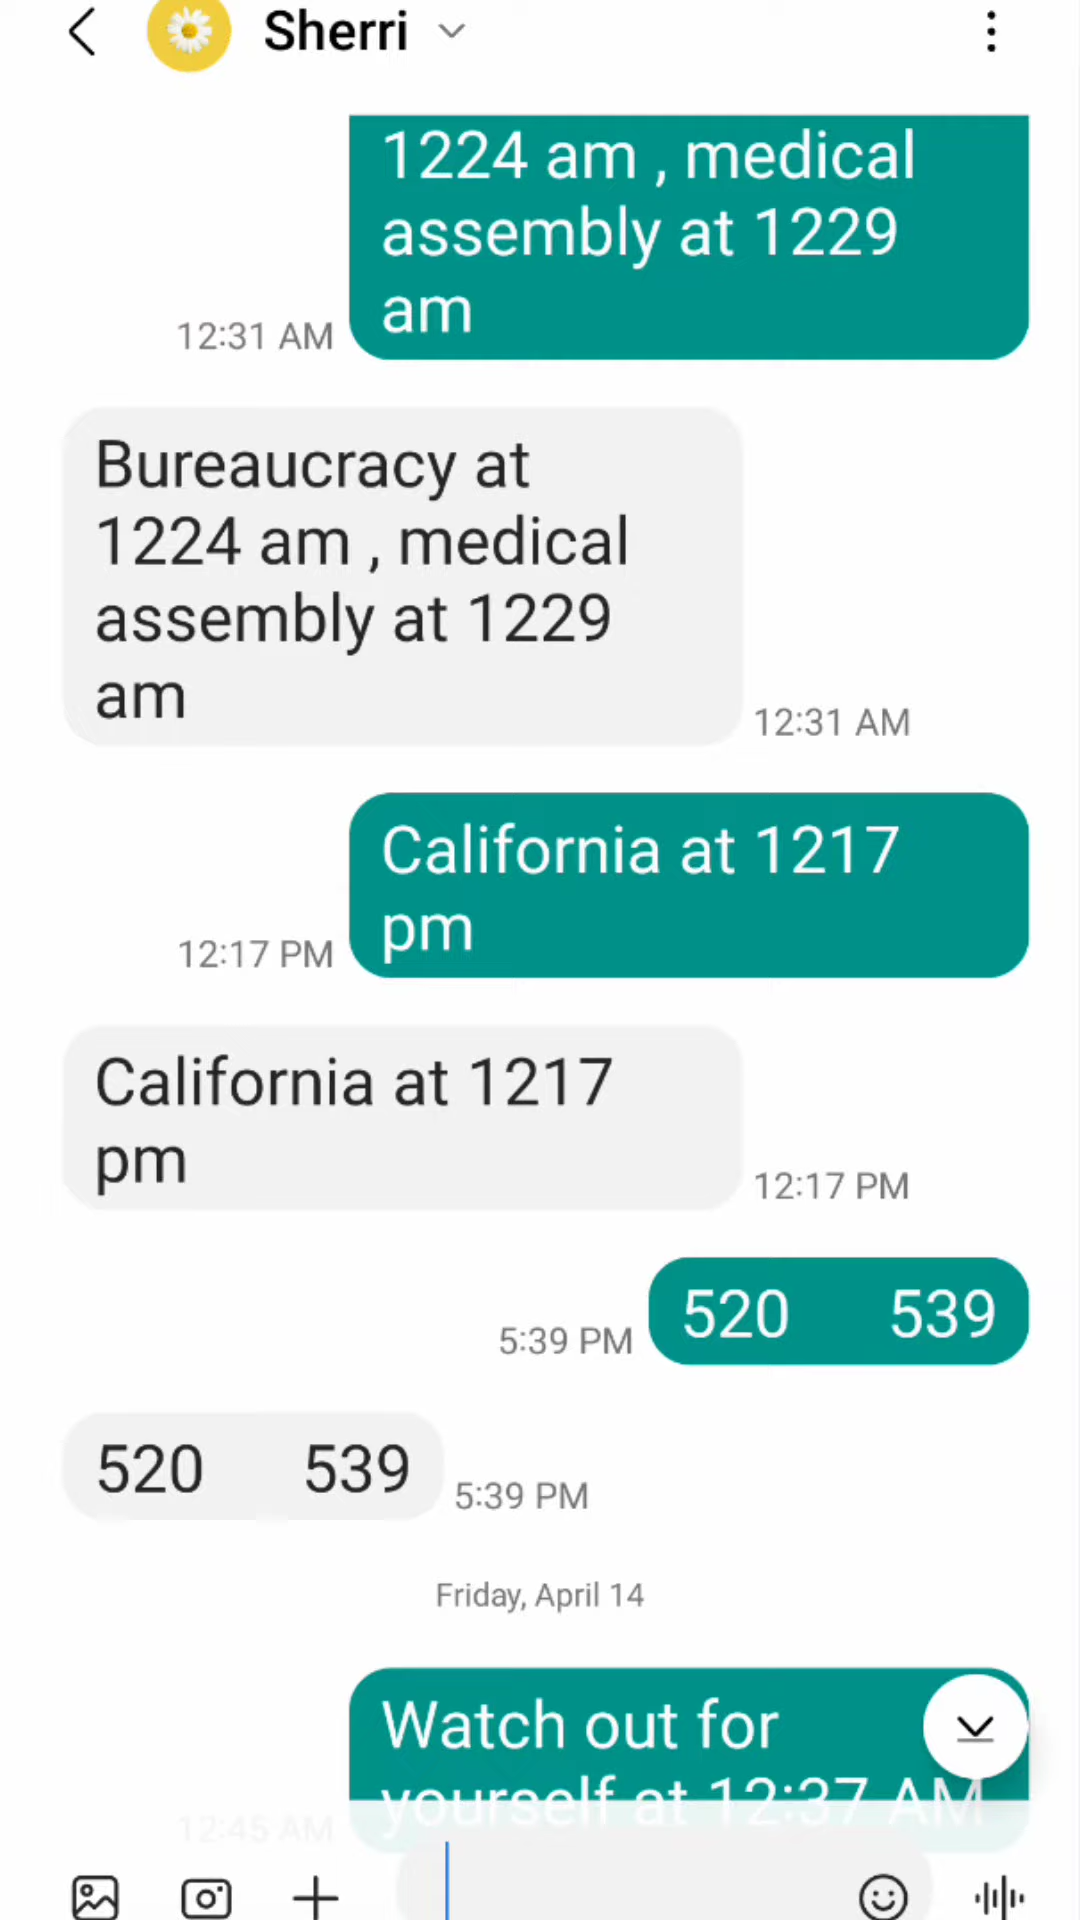 Sherri
1224 am , medical
assembly at 1229
am
12:31 AM
Bureaucracy at
1224 am , medical
assembly at 1229
am
12:31 AM
California at 1217
pm
12:17 PM
California at 1217
pm
12:17 PM
520 539
5:39 PM
520 539
5:39 PM
Friday, April 14
Watch out for
yourself at 12:37 AM
12:45 AM